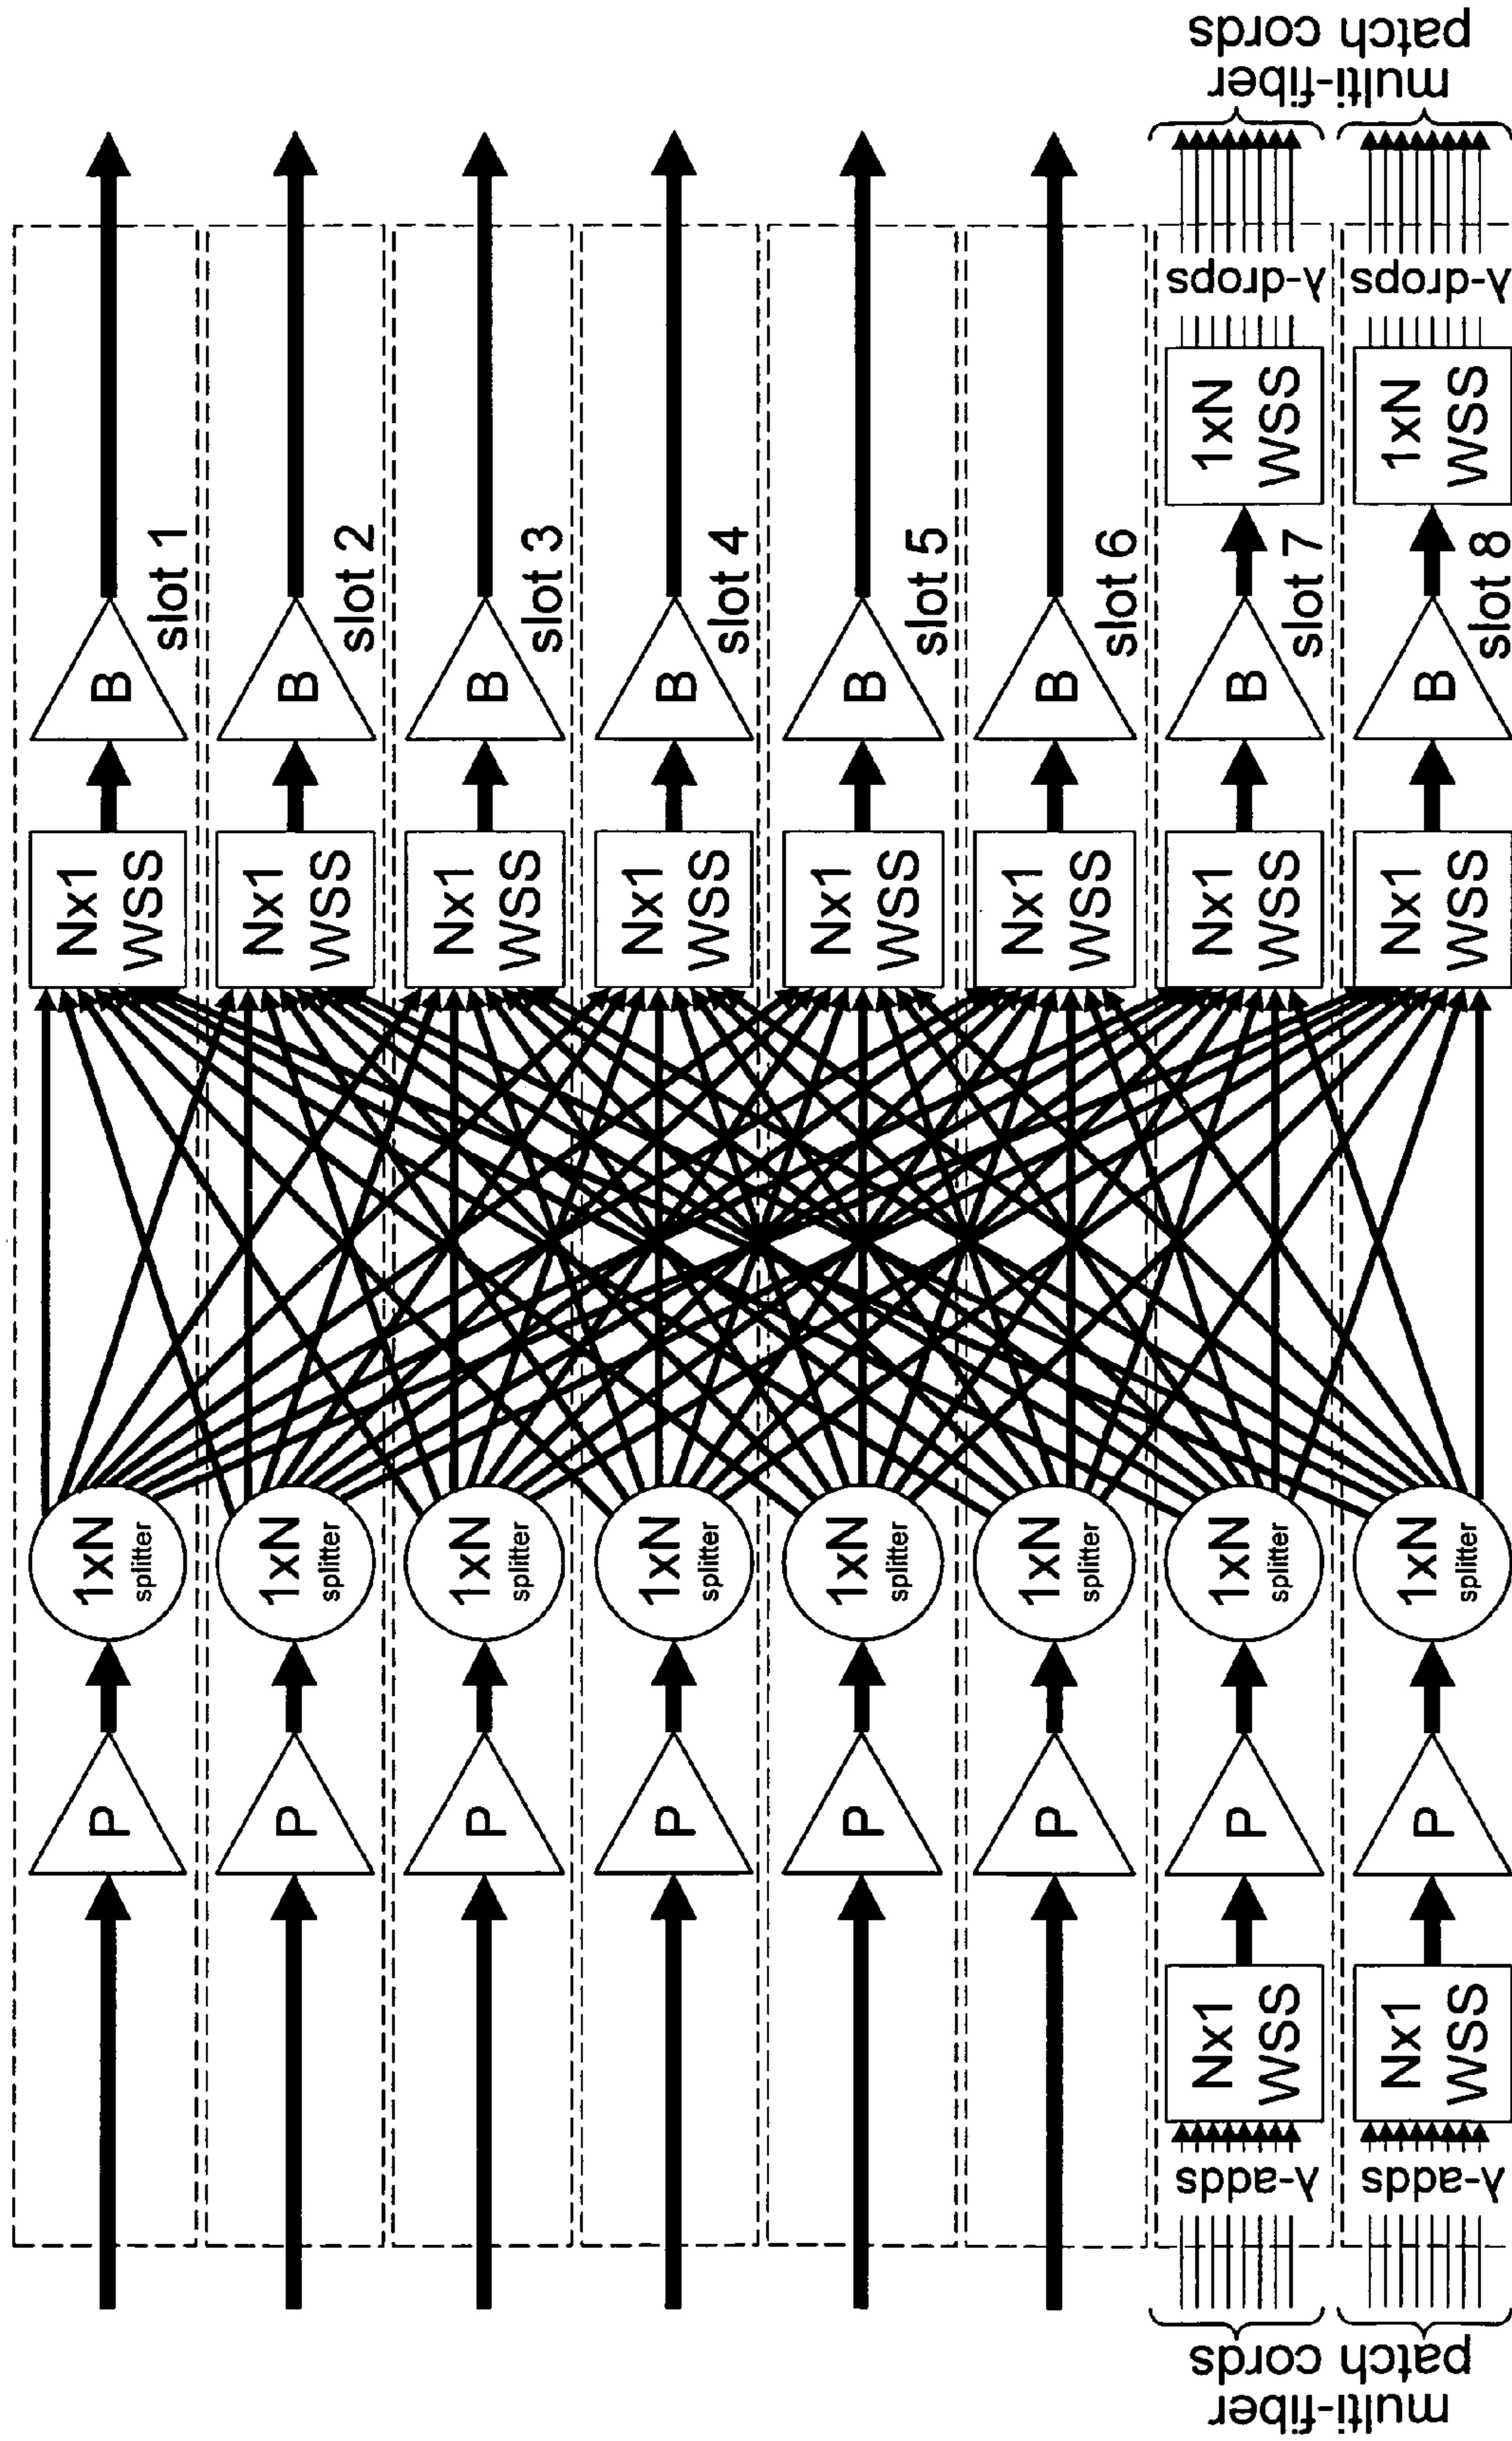 P
1xN
splitter
Nx1
WSS
B
slot 1
P
1xN
splitter
Nx1
WSS
B
slot 2
P
1xN
splitter
Nx1
WSS
B
slot 3
P
1xN
splitter
Nx1
WSS
B
slot 4
P
1xN
splitter
Nx1
WSS
B
slot 5
P
1xN
splitter
Nx1
WSS
B
slot 6
λ-adds
Nx1
WSS
P
1xN
splitter
Nx1
WSS
B
slot 7
1xN
WSS
λ-drops
λ-adds
Nx1
WSS
P
1xN
splitter
Nx1
WSS
B
slot 8
1xN
WSS
λ-drops
multi-fiber
patch cords
multi-fiber
patch cords